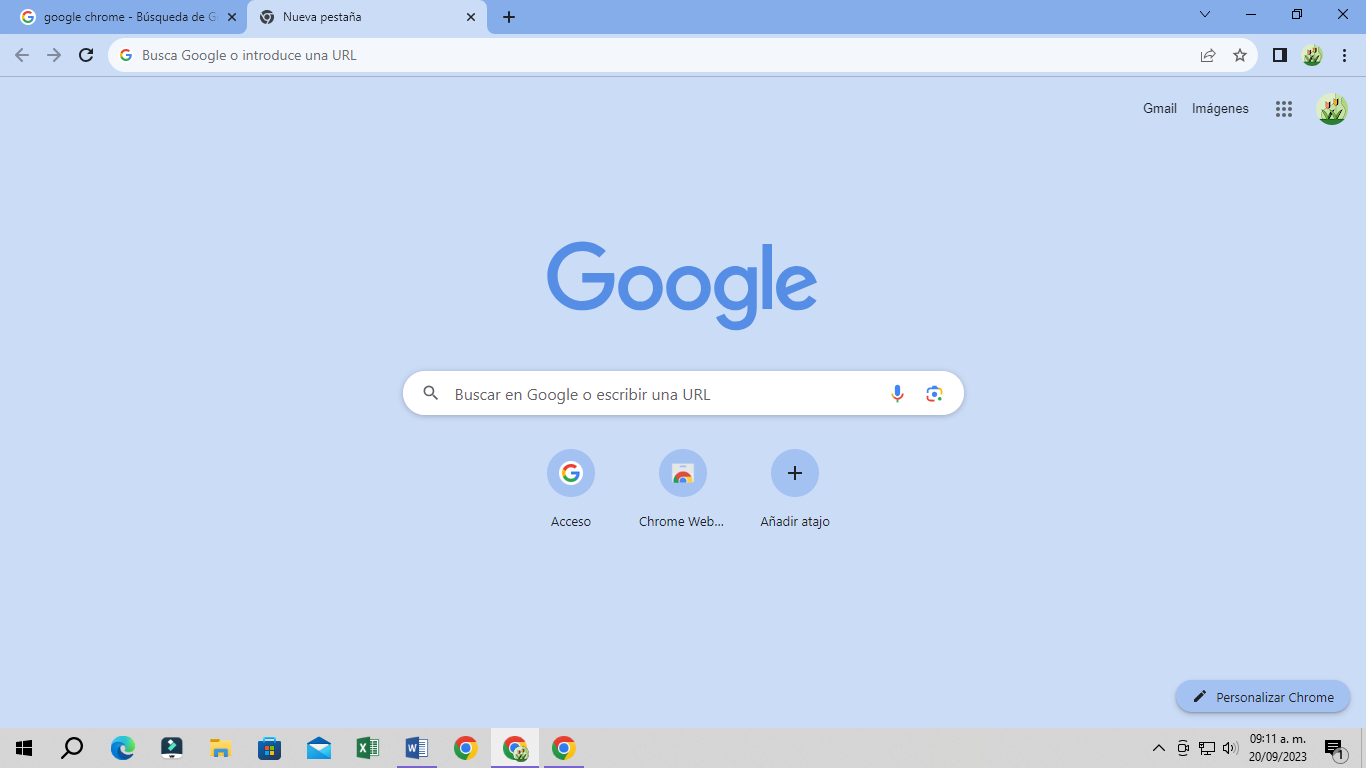 google chrome - Búsqueda de G
Nueva pestaña
Busca Google o introduce una URL
Gmail
Imágenes
Google
Buscar en Google o escribir una URL
Acceso
Chrome Web...
Añadir atajo
Personalizar Chrome
09:11 a. m.
20/09/2023
1